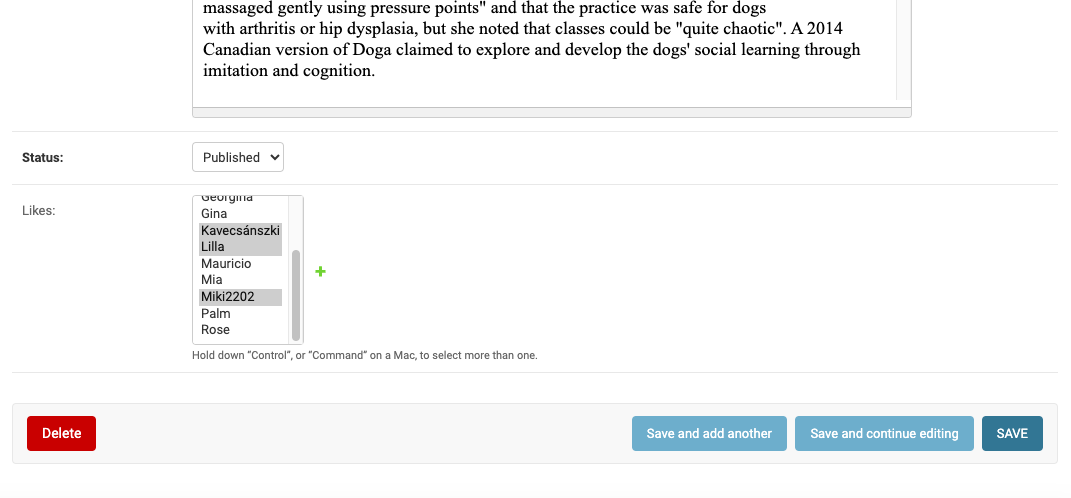 massaged gently using pressure points" and that the practice was safe for dogs
with arthritis or hip dysplasia, but she noted that classes could be "quite chaotic". A 2014
Canadian version of Doga claimed to explore and develop the dogs' social learning through
imitation and cognition.
Status:
Published
Likes:
Georgina
Gina
Kavecsánszki
Lilla
Mauricio
Mia
Miki2202
Palm
Rose
Hold down “Control”, or “Command” on a Mac, to select more than one.
Delete
Save and add another
Save and continue editing
SAVE